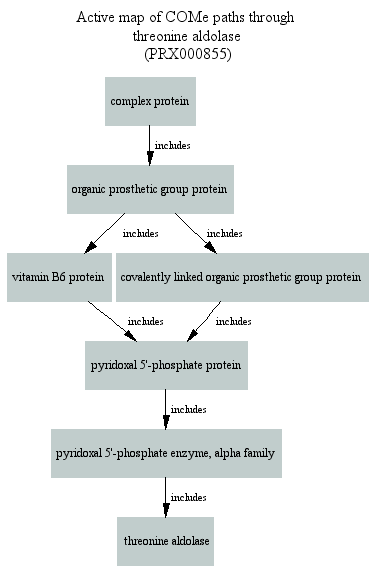 Active map of COMe paths through
threonine aldolase
(PRX000855)
complex protein
includes
organic prosthetic group protein
includes
includes
vitamin B6 protein
covalently linked organic prosthetic group protein
includes
includes
pyridoxal 5'-phosphate protein
includes
pyridoxal 5'-phosphate enzyme, alpha family
includes
threonine aldolase